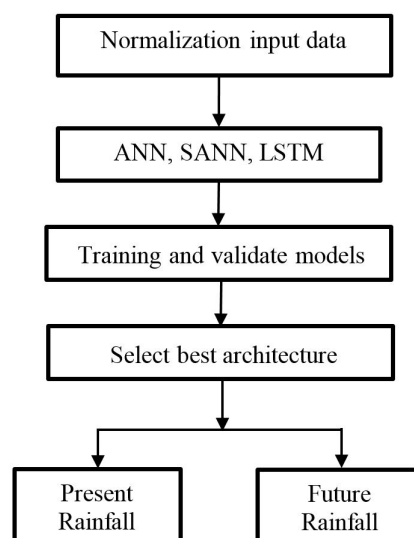 Normalization input data
ANN, SANN, LSTM
Training and validate models
Select best architecture
Present
Rainfall
Future
Rainfall